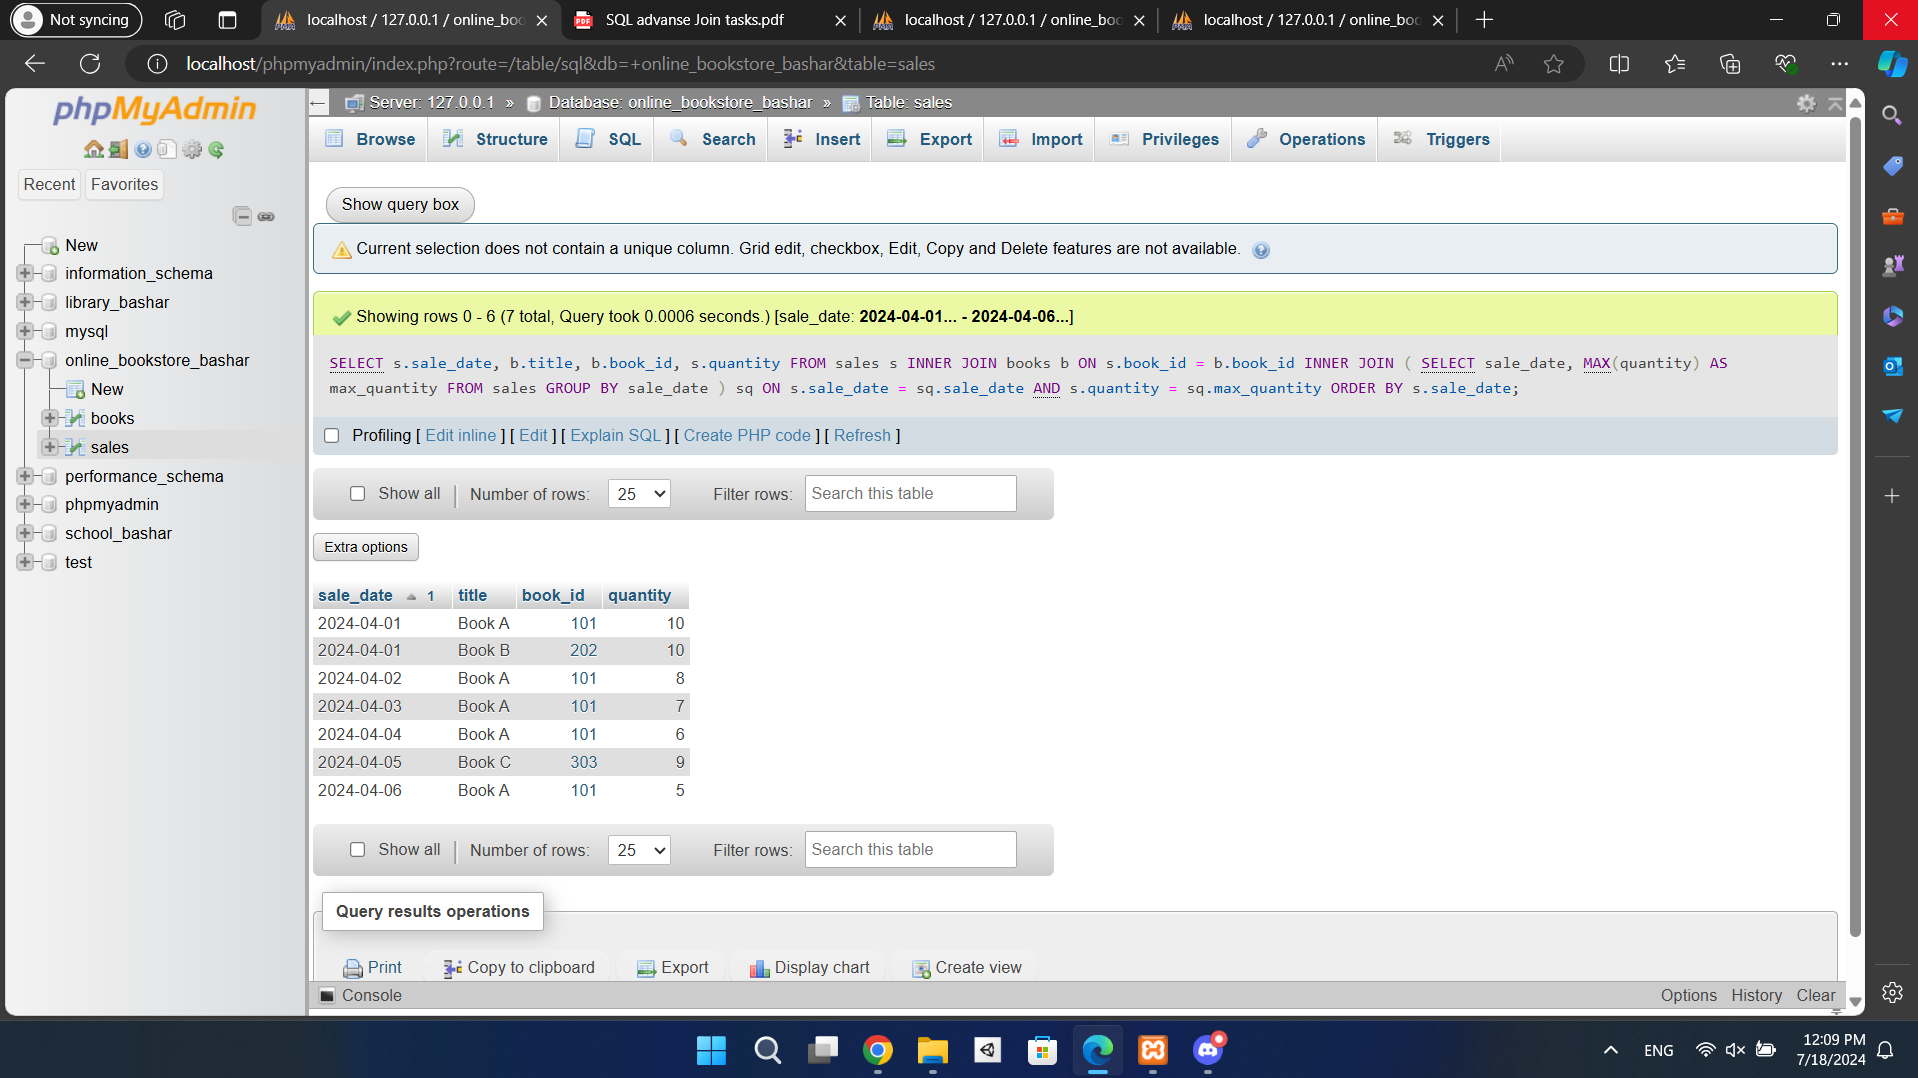 Not syncing
localhost / 127.0.0.1 / online_boo
SQL advanse Join tasks.pdf
localhost / 127.0.0.1 / online_boo
localhost / 127.0.0.1 / online_boo
localhost/phpmyadmin/index.php?route=/table/sql&db=+online_bookstore_bashar&table=sales
phpMyAdmin
Recent
Favorites
New
information_schema
library_bashar
mysql
online_bookstore_bashar
New
books
sales
performance_schema
phpmyadmin
school_bashar
test
Server: 127.0.0.1 » Database: online_bookstore_bashar » Table: sales
Browse Structure SQL Search Insert Export Import Privileges Operations Triggers
Show query box
Current selection does not contain a unique column. Grid edit, checkbox, Edit, Copy and Delete features are not available.
Showing rows 0 - 6 (7 total, Query took 0.0006 seconds.) [sale_date: 2024-04-01... - 2024-04-06...]
SELECT s.sale_date, b.title, b.book_id, s.quantity FROM sales s INNER JOIN books b ON s.book_id = b.book_id INNER JOIN ( SELECT sale_date, MAX(quantity) AS
max_quantity FROM sales GROUP BY sale_date ) sq ON s.sale_date = sq.sale_date AND s.quantity = sq.max_quantity ORDER BY s.sale_date;
Profiling [ Edit inline ] [ Edit ] [ Explain SQL ] [ Create PHP code ] [ Refresh ]
Show all Number of rows: 25 Filter rows: Search this table
Extra options
sale_date 1 title book_id quantity
2024-04-01 Book A 101 10
2024-04-01 Book B 202 10
2024-04-02 Book A 101 8
2024-04-03 Book A 101 7
2024-04-04 Book A 101 6
2024-04-05 Book C 303 9
2024-04-06 Book A 101 5
Show all Number of rows: 25 Filter rows: Search this table
Query results operations
Print Copy to clipboard Export Display chart Create view
Console Options History Clear
ENG
12:09 PM
7/18/2024